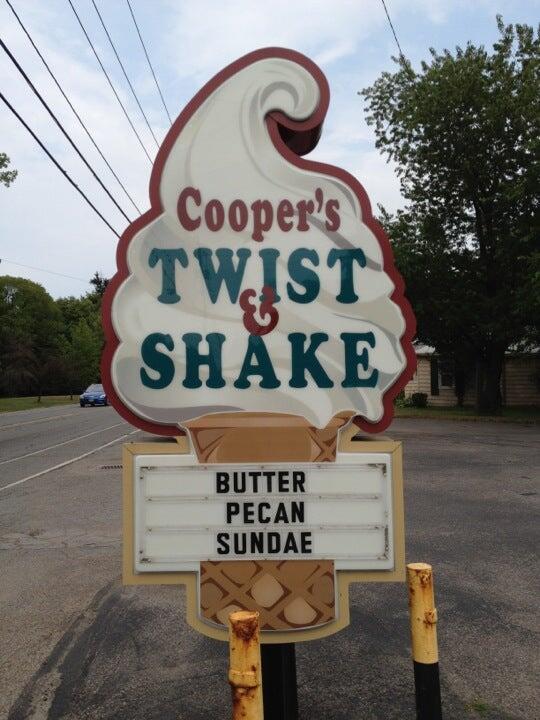 Cooper's
TWIST
&
SHAKE
BUTTER
PECAN
SUNDAE